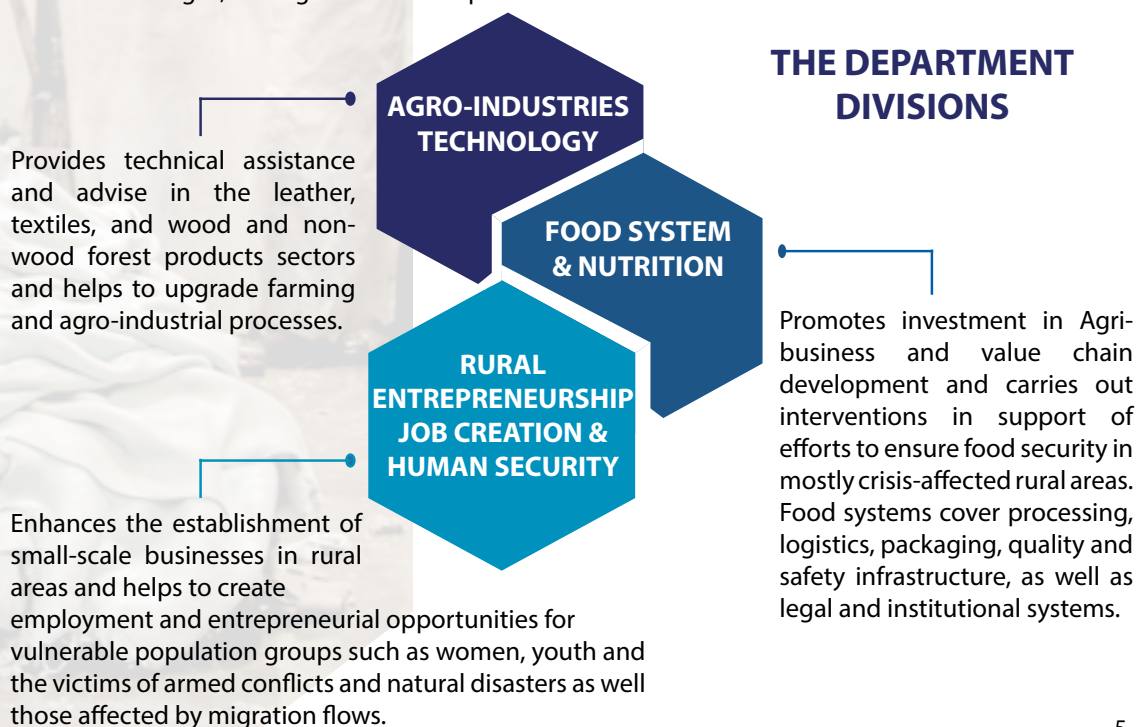 THE DEPARTMENT
DIVISIONS
AGRO-INDUSTRIES
TECHNOLOGY
Provides technical assistance
and advise in the leather,
textiles, and wood and non-
wood forest products sectors
and helps to upgrade farming
and agro-industrial processes.
FOOD SYSTEM
& NUTRITION
Promotes investment in Agri-
business and value chain
development and carries out
interventions in support of
efforts to ensure food security in
mostly crisis-affected rural areas.
Food systems cover processing,
logistics, packaging, quality and
safety infrastructure, as well as
legal and institutional systems.
RURAL
ENTREPRENEURSHIP
JOB CREATION &
HUMAN SECURITY
Enhances the establishment of
small-scale businesses in rural
areas and helps to create
employment and entrepreneurial opportunities for
vulnerable population groups such as women, youth and
the victims of armed conflicts and natural disasters as well
those affected by migration flows.